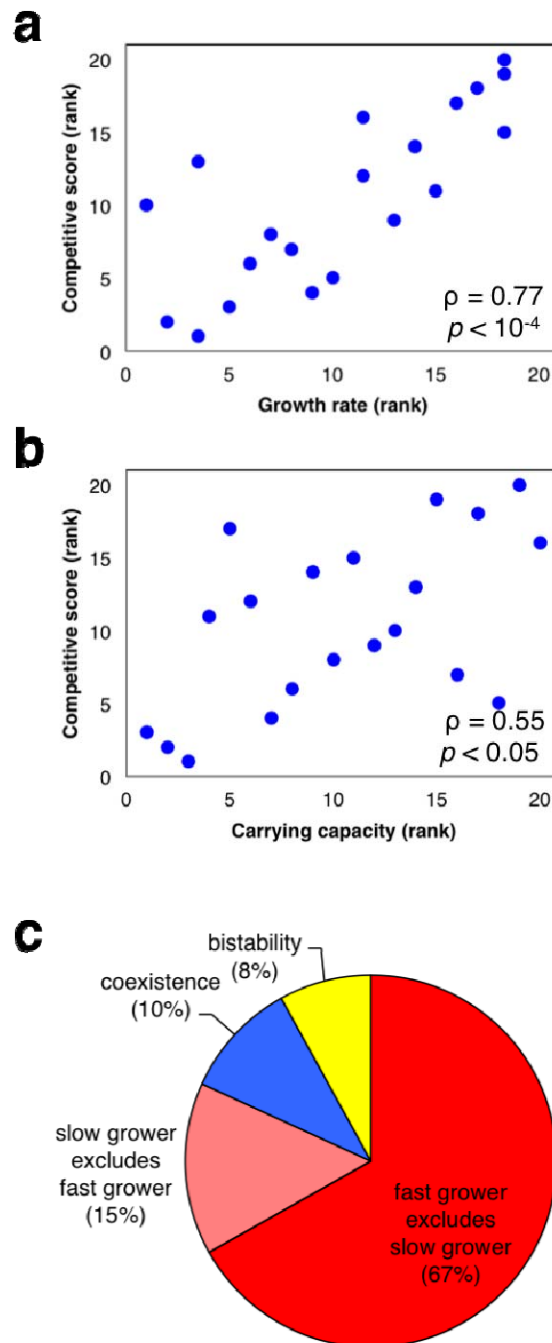 a
Competitive score (rank)
20
15
10
5
0
ρ = 0.77
p < 10⁻⁴
0 5 10 15 20
Growth rate (rank)
b
Competitive score (rank)
20
15
10
5
0
ρ = 0.55
p < 0.05
0 5 10 15 20
Carrying capacity (rank)
c
bistability
(8%)
coexistence
(10%)
slow grower
excludes
fast grower
(15%)
fast grower
excludes
slow grower
(67%)